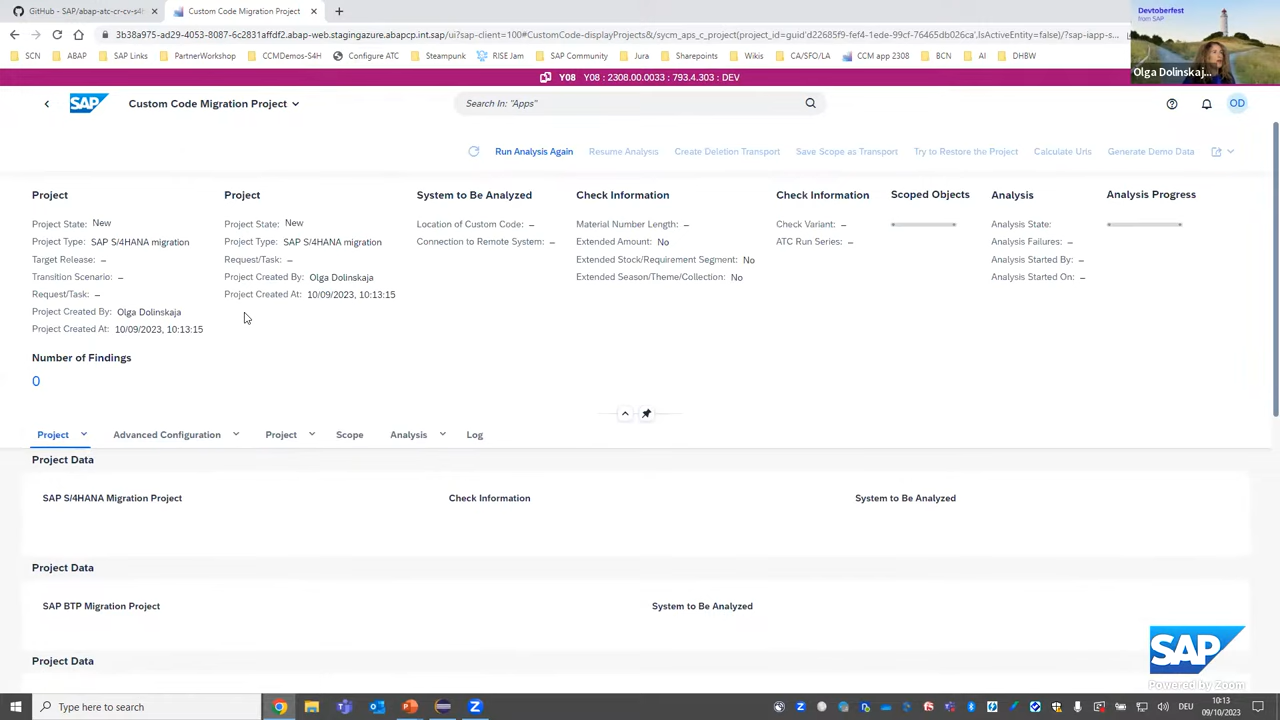 GitHub - SAP/abap-atc-cr-cv-s4h
Custom Code Migration Project
3b38a975-ad29-4053-8087-6c2831affdf2.abap-web.stagingazure.abapcp.int.sap/ui?sap-client=100#CustomCode-displayProjects&/sycm_aps_c_project(project_id=guid'd22685f9-fef4-1ede-99cf-76465db026ca',IsActiveEntity=false)/?sap-iapp-s...
SCN
ABAP
SAP Links
PartnerWorkshop
CCMDemos-S4H
Configure ATC
Steampunk
RISE Jam
SAP Community
Jura
Sharepoints
Wikis
CA/SFO/LA
CCM app 2308
BCN
AI
DHBW
Devtoberfest
from SAP
Olga Dolinskaj...
Y08 Y08 : 2308.00.0033 : 793.4.303 : DEV
SAP
Custom Code Migration Project
Search In: "Apps"
OD
Run Analysis Again
Resume Analysis
Create Deletion Transport
Save Scope as Transport
Try to Restore the Project
Calculate Urls
Generate Demo Data
Project
Project State: New
Project Type: SAP S/4HANA migration
Target Release: –
Transition Scenario: –
Request/Task: –
Project Created By: Olga Dolinskaja
Project Created At: 10/09/2023, 10:13:15
Project
Project State: New
Project Type: SAP S/4HANA migration
Request/Task: –
Project Created By: Olga Dolinskaja
Project Created At: 10/09/2023, 10:13:15
System to Be Analyzed
Location of Custom Code: –
Connection to Remote System: –
Check Information
Material Number Length: –
Extended Amount: No
Extended Stock/Requirement Segment: No
Extended Season/Theme/Collection: No
Check Information
Check Variant: –
ATC Run Series: –
Scoped Objects
Analysis
Analysis State:
Analysis Failures: –
Analysis Started By: –
Analysis Started On: –
Analysis Progress
Number of Findings
0
Project
Advanced Configuration
Project
Scope
Analysis
Log
Project Data
SAP S/4HANA Migration Project
Check Information
System to Be Analyzed
Project Data
SAP BTP Migration Project
System to Be Analyzed
Project Data
SAP
Powered by Zoom
Type here to search
DEU
10:13
09/10/2023